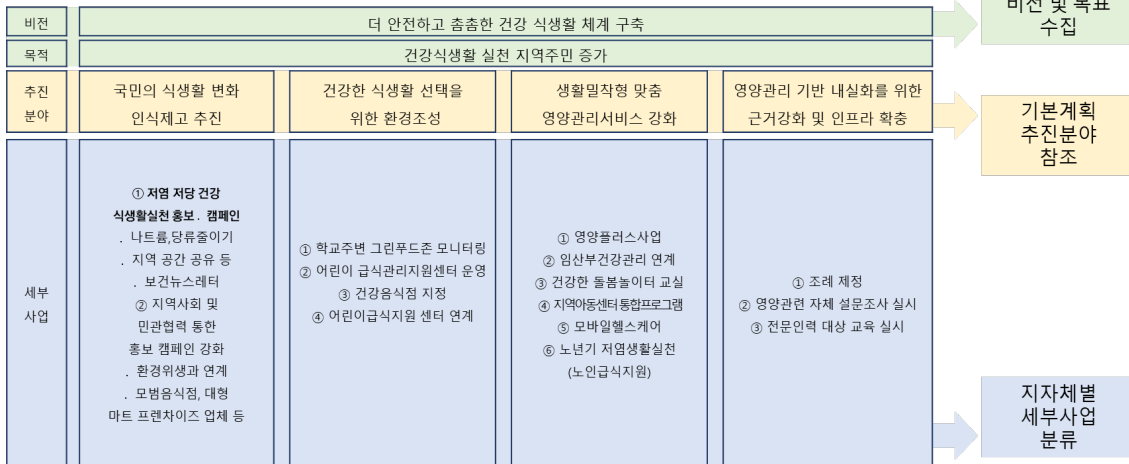 비전
더 안전하고 촘촘한 건강 식생활 체계 구축
비전 및 목표
수집
목적
건강식생활 실천 지역주민 증가
추진
분야
국민의 식생활 변화
인식제고 추진
건강한 식생활 선택을
위한 환경조성
생활밀착형 맞춤
영양관리서비스 강화
영양관리 기반 내실화를 위한
근거강화 및 인프라 확충
기본계획
추진분야
참조
세부
사업
① 저염 저당 건강
식생활실천 홍보 . 캠페인
. 나트륨,당류줄이기
. 지역 공간 공유 등
. 보건뉴스레터
② 지역사회 및
민관협력 통한
홍보 캠페인 강화
. 환경위생과 연계
. 모범음식점, 대형
마트 프렌차이즈 업체 등
① 학교주변 그린푸드존 모니터링
② 어린이 급식관리지원센터 운영
③ 건강음식점 지정
④ 어린이급식지원 센터 연계
① 영양플러스사업
② 임산부건강관리 연계
③ 건강한 돌봄놀이터 교실
④ 지역아동센터 통합프로그램
⑤ 모바일헬스케어
⑥ 노년기 저염생활실천
(노인급식지원)
① 조례 제정
② 영양관련 자체 설문조사 실시
③ 전문인력 대상 교육 실시
지자체별
세부사업
분류